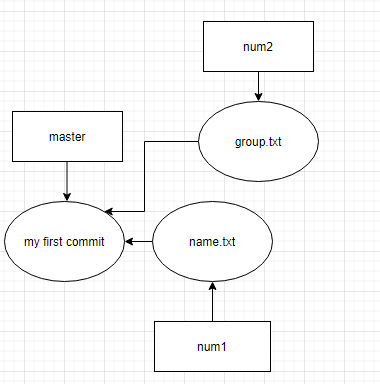 num2
master
group.txt
my first commit
name.txt
num1